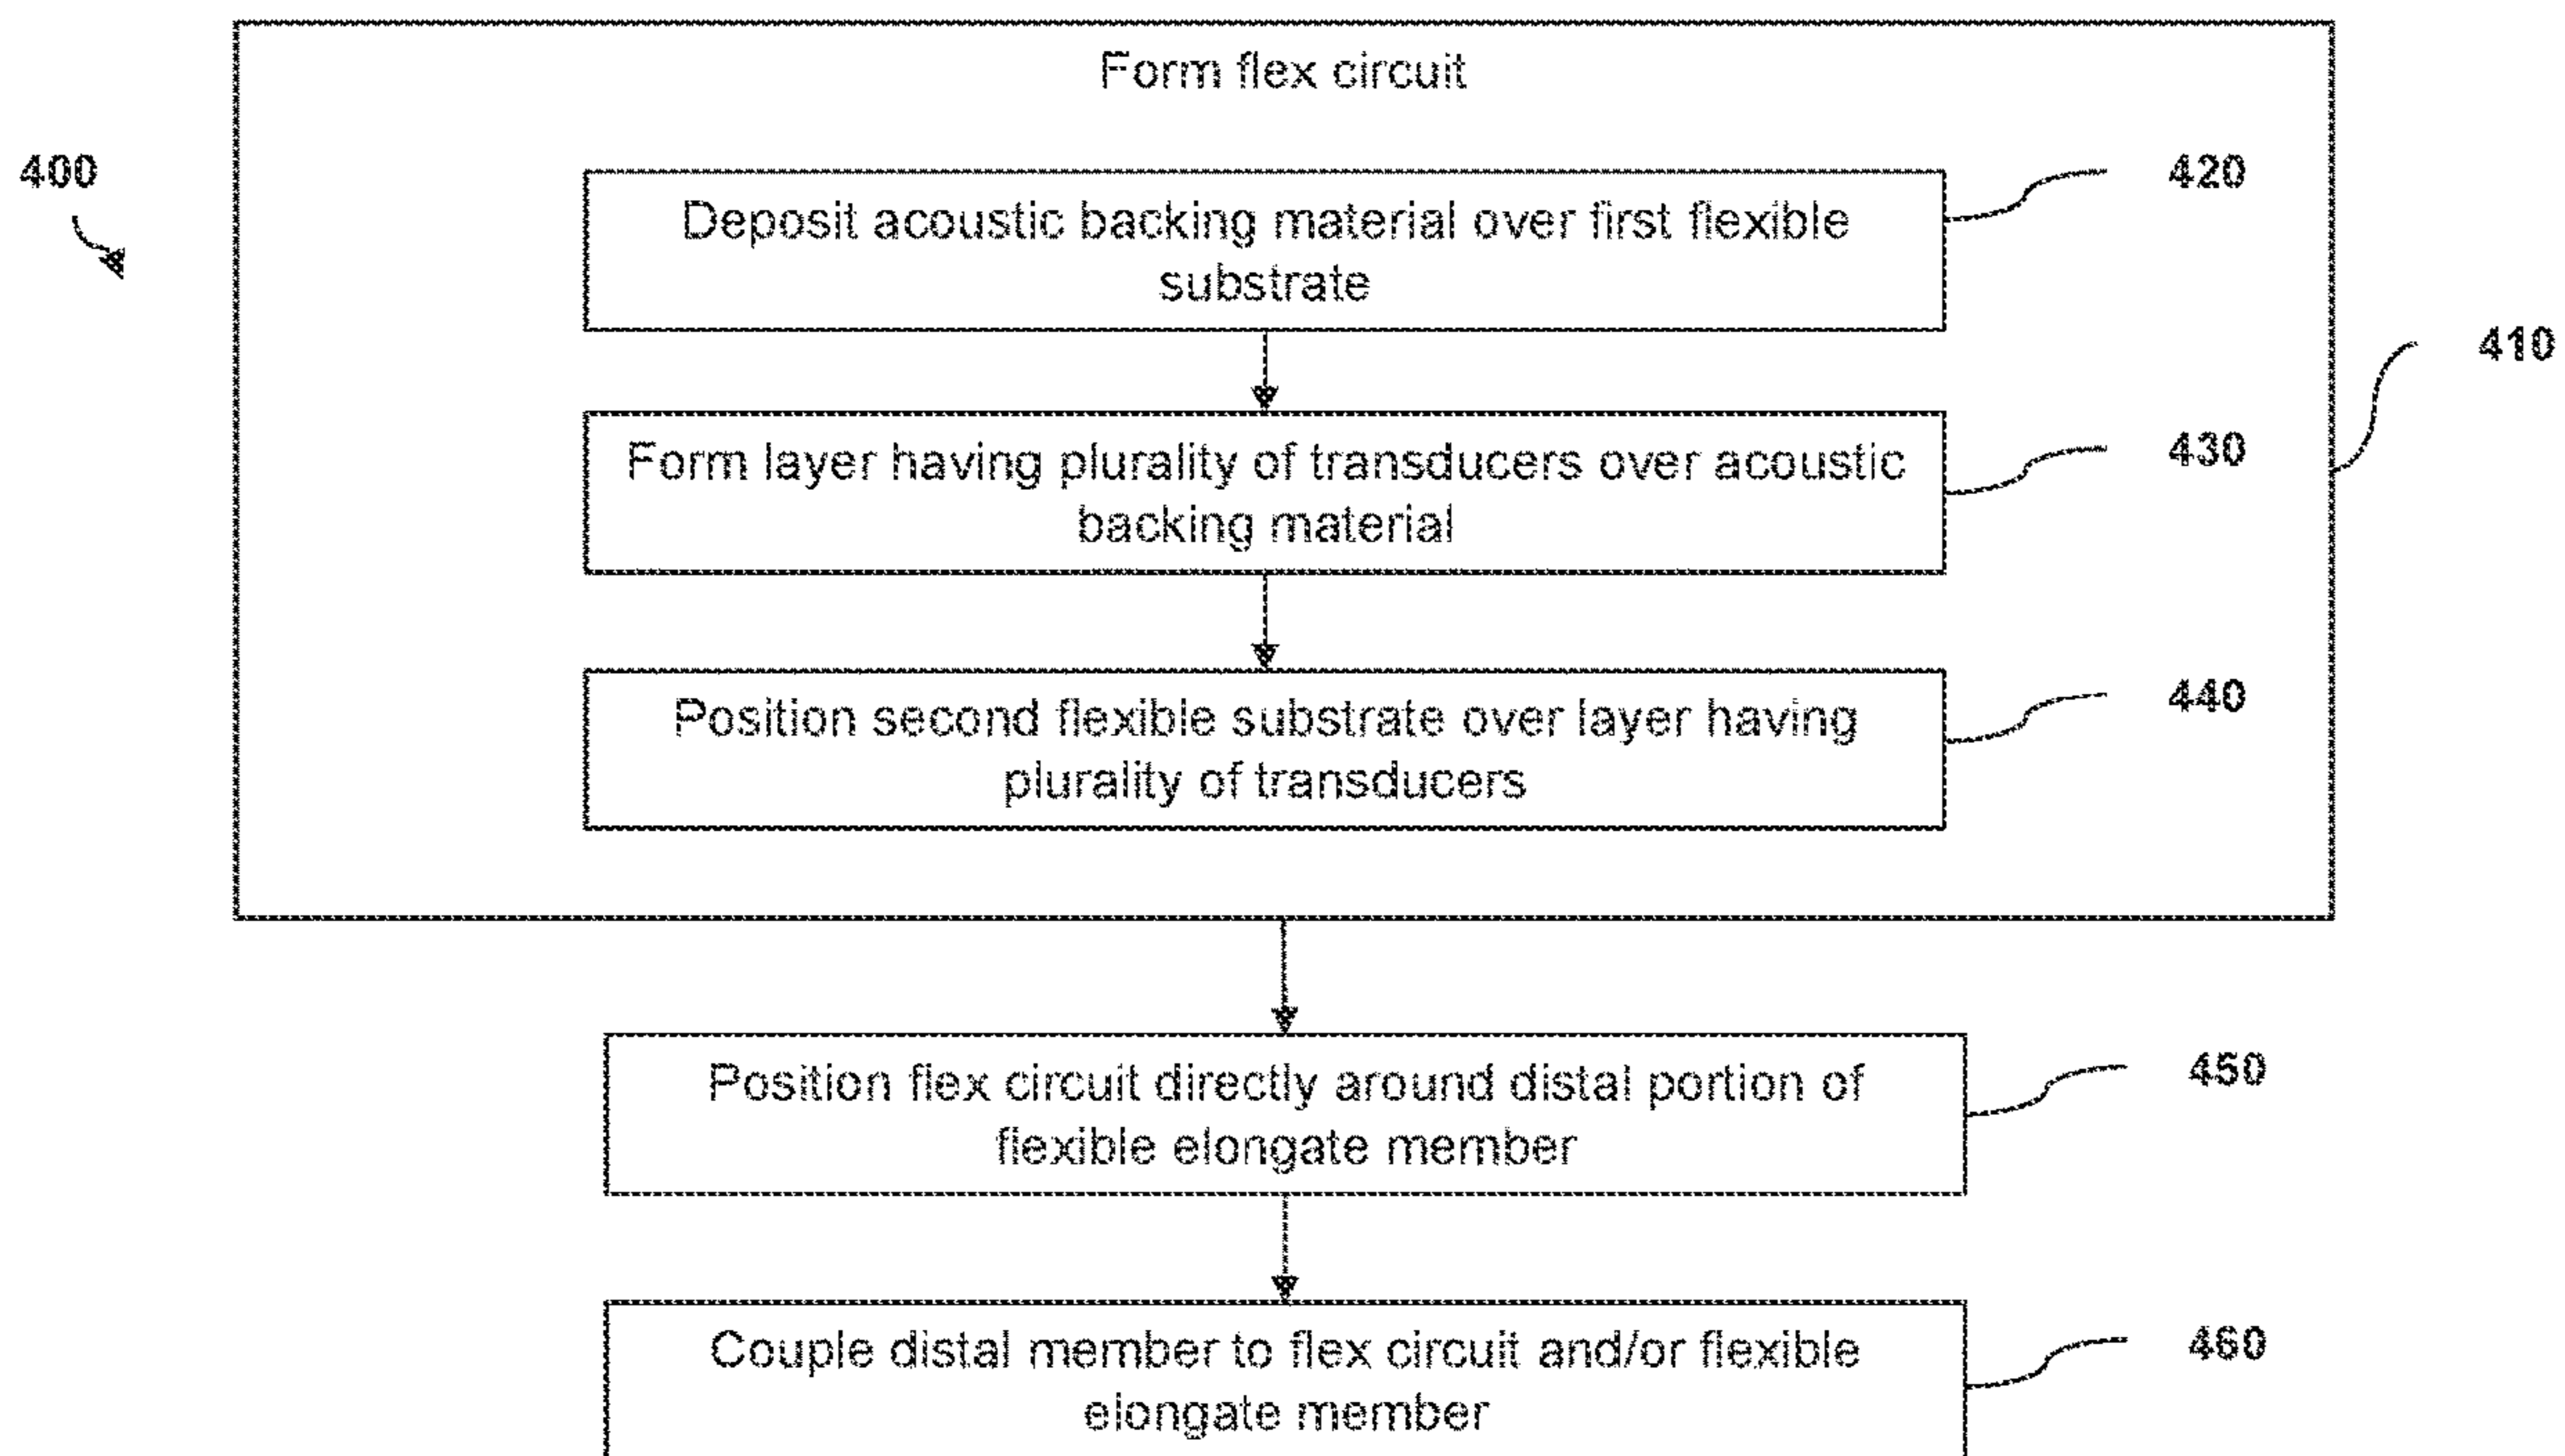 Form flex circuit
400
420
Deposit acoustic backing material over first flexible
substrate
410
430
Form layer having plurality of transducers over acoustic
backing material
440
Position second flexible substrate over layer having
plurality of transducers
450
Position flex circuit directly around distal portion of
flexible elongate member
460
Couple distal member to flex circuit and/or flexible
elongate member